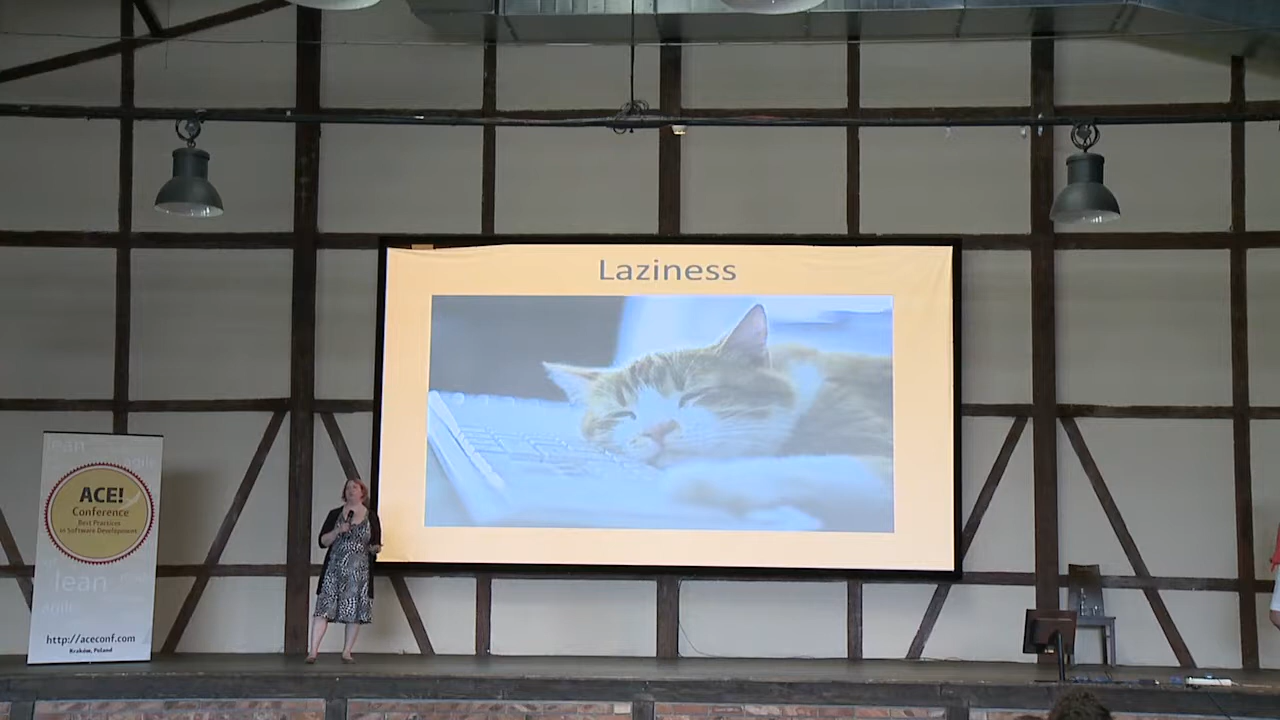 Laziness
lean
agile
ACE!
Conference
Best Practices
in Software Development
lean
agile
http://aceconf.com
Kraków, Poland